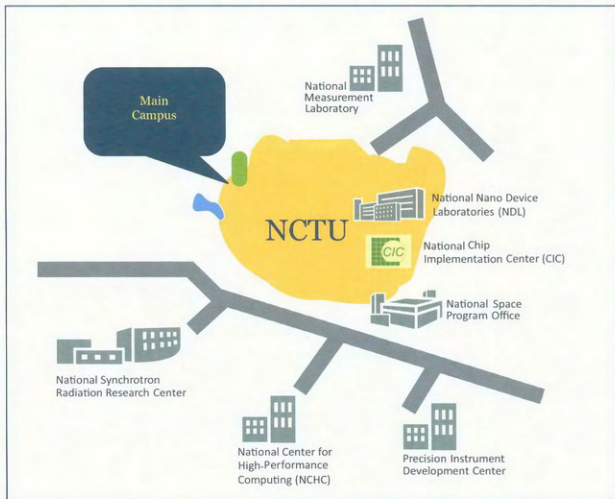 Main
Campus
National
Measurement
Laboratory
NCTU
National Nano Device
Laboratories (NDL)
CIC
National Chip
Implementation Center (CIC)
National Space
Program Office
National Synchrotron
Radiation Research Center
National Center for
High-Performance
Computing (NCHC)
Precision Instrument
Development Center